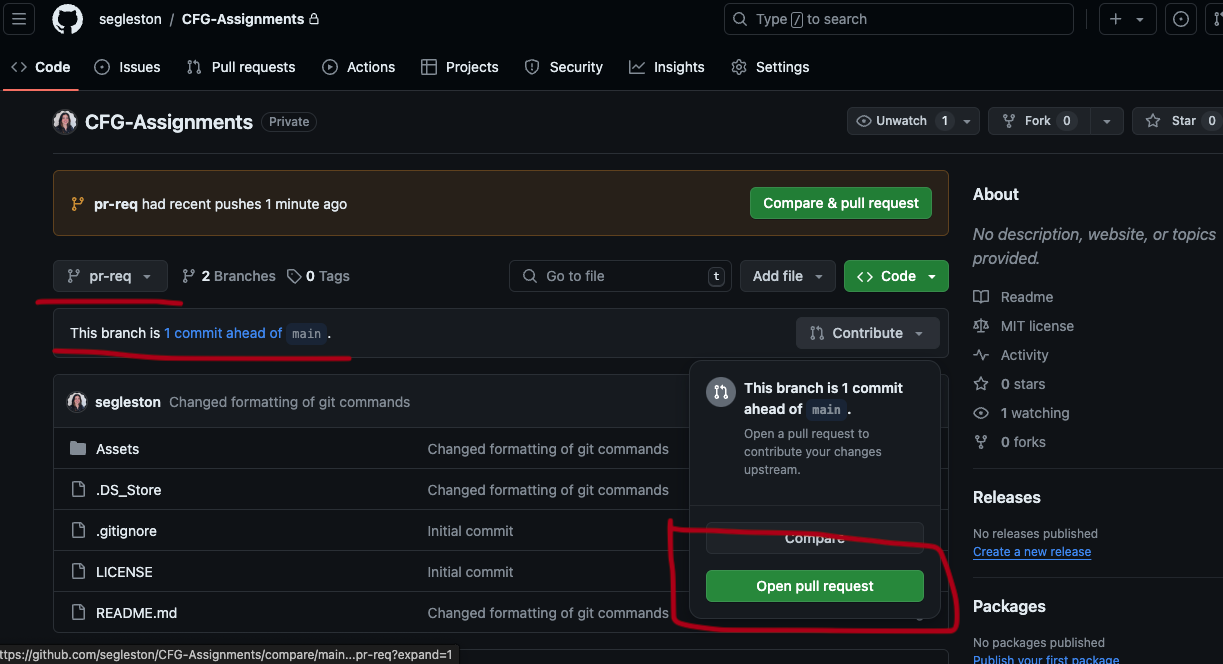 segleston / CFG-Assignments
Type / to search
Code Issues Pull requests Actions Projects Security Insights Settings
CFG-Assignments Private
Unwatch 1 Fork 0 Star 0
pr-req had recent pushes 1 minute ago
Compare & pull request
pr-req 2 Branches 0 Tags
Go to file t
Add file
Code
This branch is 1 commit ahead of main .
Contribute
This branch is 1 commit
ahead of main .
Open a pull request to
contribute your changes
upstream.
Compare
Open pull request
segleston Changed formatting of git commands
Assets Changed formatting of git commands
.DS_Store Changed formatting of git commands
.gitignore Initial commit
LICENSE Initial commit
README.md Changed formatting of git commands
About
No description, website, or topics
provided.
Readme
MIT license
Activity
0 stars
1 watching
0 forks
Releases
No releases published
Create a new release
Packages
No packages published
Publish your first package
ttps://github.com/segleston/CFG-Assignments/compare/main...pr-req?expand=1